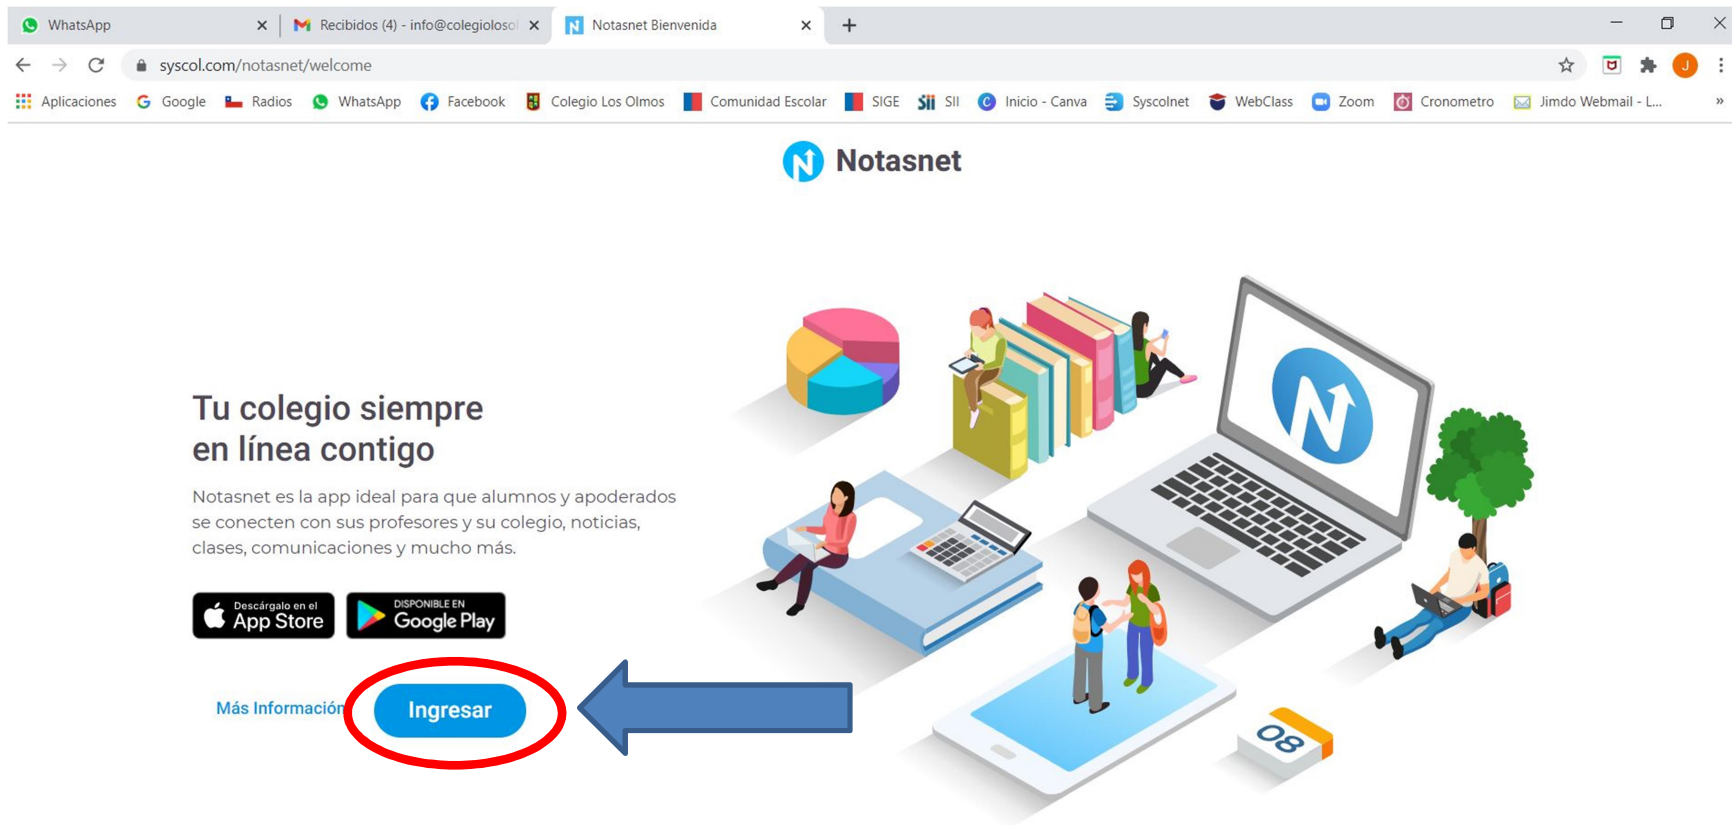 WhatsApp
Recibidos (4) - info@colegioloso
Notasnet Bienvenida
syscol.com/notasnet/welcome
J
Aplicaciones
Google
Radios
WhatsApp
Facebook
Colegio Los Olmos
Comunidad Escolar
SIGE
SII
SII
Inicio - Canva
Syscolnet
WebClass
Zoom
Cronometro
Jimdo Webmail - L...
»
N Notasnet
Tu colegio siempre
en línea contigo
Notasnet es la app ideal para que alumnos y apoderados
se conecten con sus profesores y su colegio, noticias,
clases, comunicaciones y mucho más.
Descárgalo en el
App Store
DISPONIBLE EN
Google Play
Más Información
Ingresar
N
08